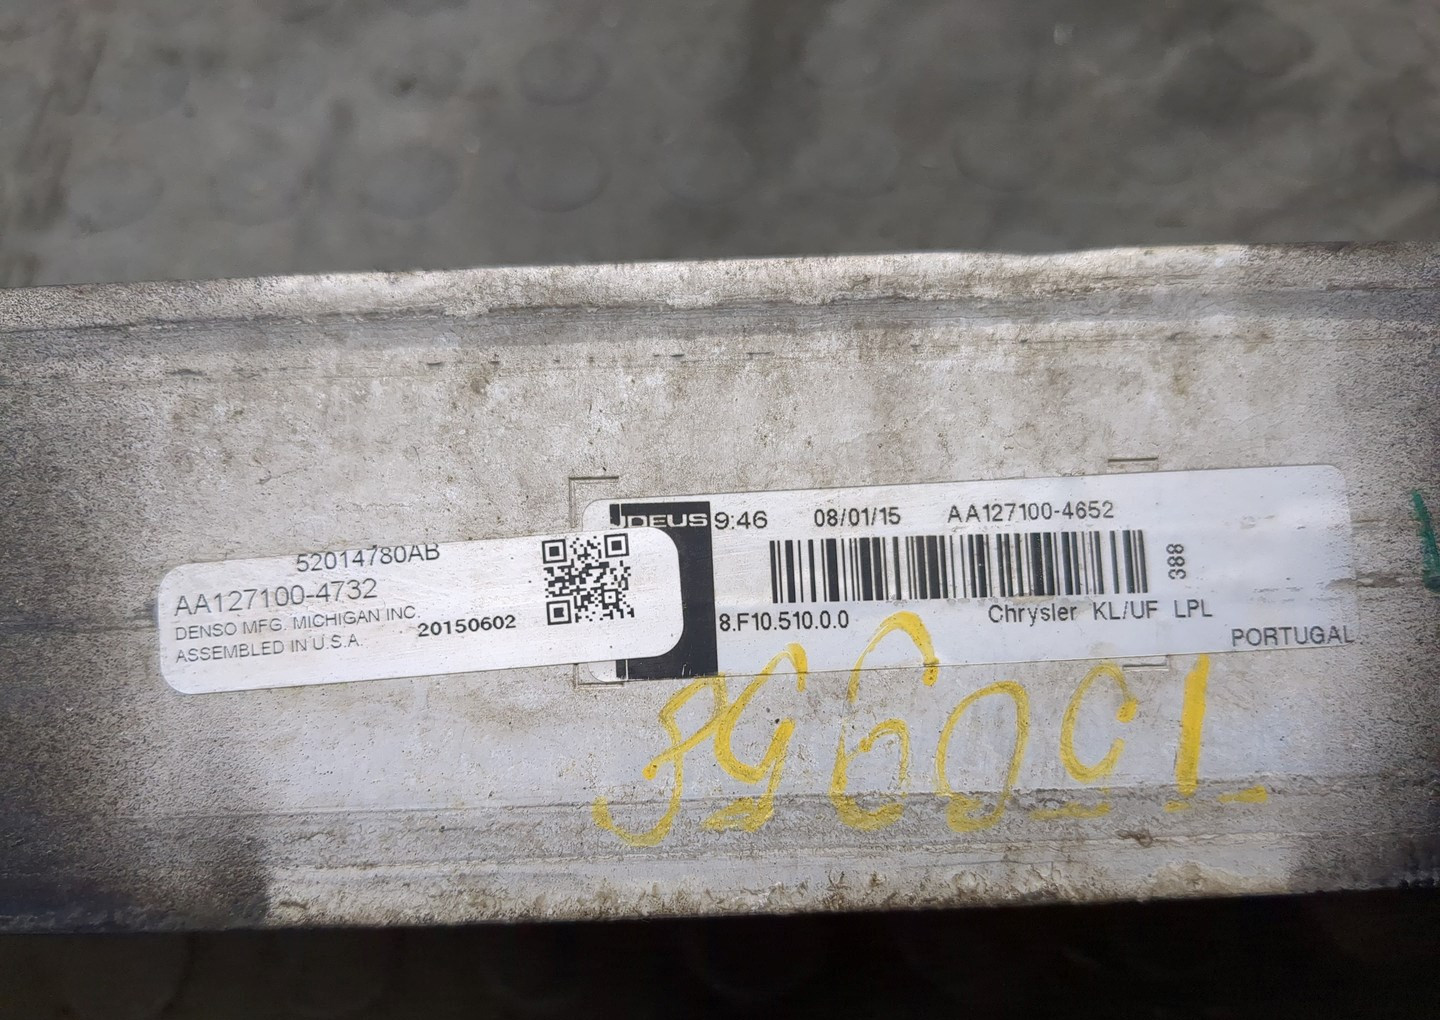 52014780AB
AA127100-4732
DENSO MFG. MICHIGAN INC.
ASSEMBLED IN U.S.A.
20150602
JDEUS 9:46 08/01/15 AA127100-4652
388
8.F10.510.0.0 Chrysler KL/UF LPL
PORTUGAL